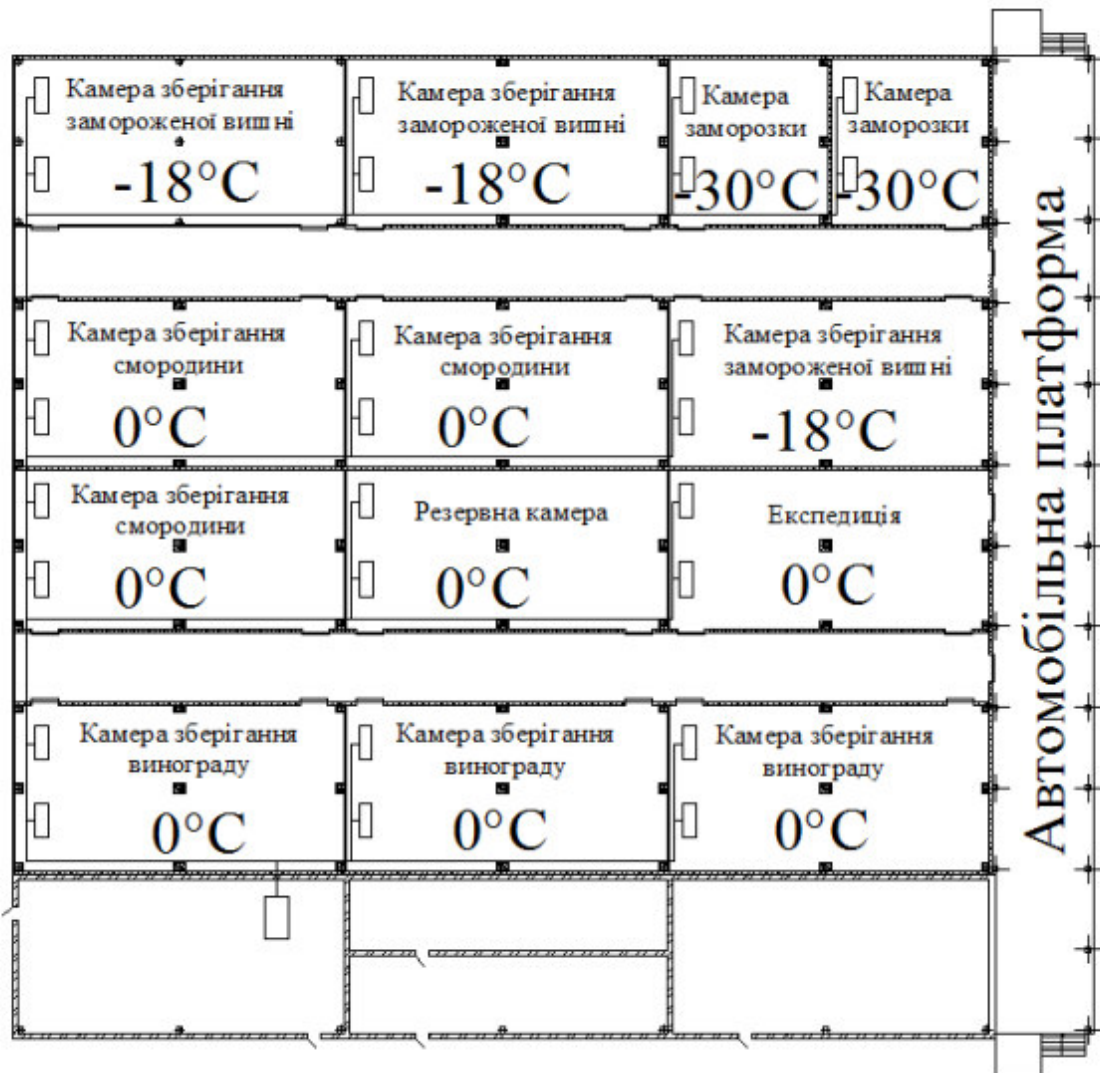 Камера зберігання
замороженої вишні
-18°C
Камера зберігання
замороженої вишні
-18°C
Камера
заморозки
-30°C
Камера
заморозки
-30°C
Камера зберігання
смородини
0°C
Камера зберігання
смородини
0°C
Камера зберігання
замороженої вишні
-18°C
Камера зберігання
смородини
0°C
Резервна камера
0°C
Експедиція
0°C
Камера зберігання
винограду
0°C
Камера зберігання
винограду
0°C
Камера зберігання
винограду
0°C
Автомобільна платформа